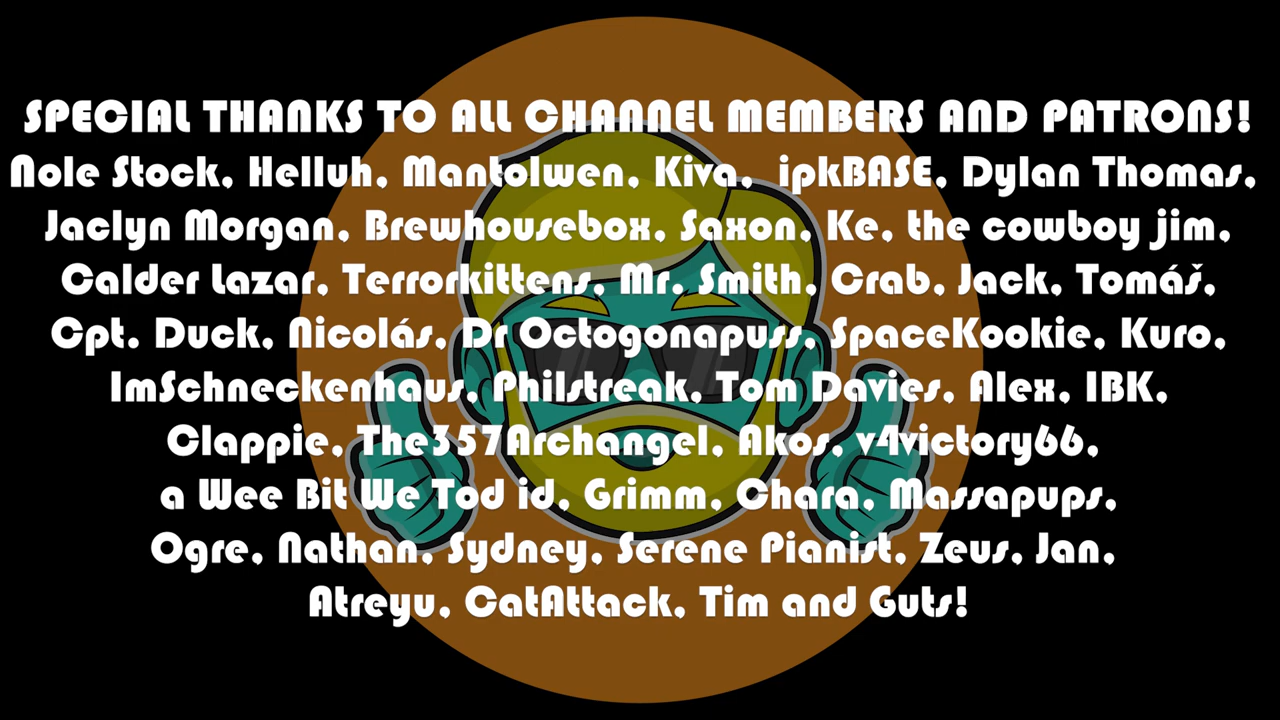 SPECIAL THANKS TO ALL CHANNEL MEMBERS AND PATRONS!
Nole Stock, Helluh, Mantolwen, Kiva, ipkBASE, Dylan Thomas,
Jaclyn Morgan, Brewhousebox, Saxon, Ke, the cowboy jim,
Calder Lazar, Terrorkittens, Mr. Smith, Crab, Jack, Tomáš,
Cpt. Duck, Nicolás, Dr Octogonapuss, SpaceKookie, Kuro,
ImSchneckenhaus, Philstreak, Tom Davies, Alex, IBK,
Clappie, The357Archangel, Akos, v4victory66,
a Wee Bit We Tod id, Grimm, Chara, Massapups,
Ogre, Nathan, Sydney, Serene Pianist, Zeus, Jan,
Atreyu, CatAttack, Tim and Guts!